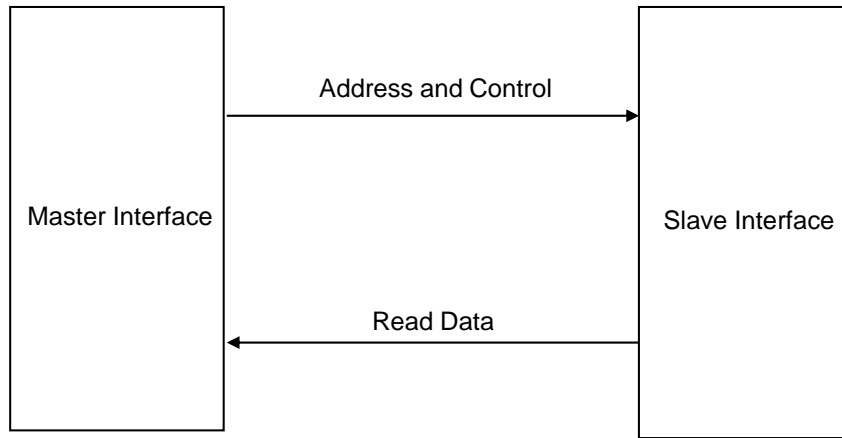 Address and Control
Master Interface
Slave Interface
Read Data